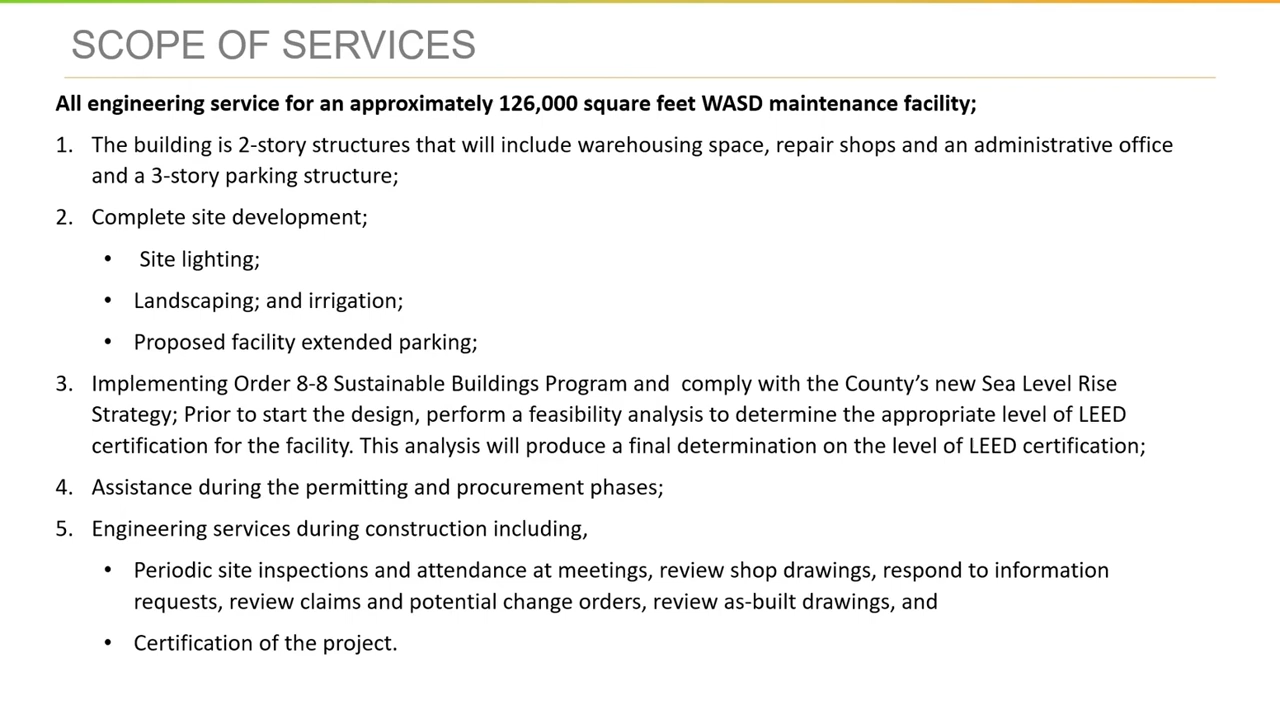 SCOPE OF SERVICES
All engineering service for an approximately 126,000 square feet WASD maintenance facility;
1. The building is 2-story structures that will include warehousing space, repair shops and an administrative office
and a 3-story parking structure;
2. Complete site development;
• Site lighting;
• Landscaping; and irrigation;
• Proposed facility extended parking;
3. Implementing Order 8-8 Sustainable Buildings Program and comply with the County’s new Sea Level Rise
Strategy; Prior to start the design, perform a feasibility analysis to determine the appropriate level of LEED
certification for the facility. This analysis will produce a final determination on the level of LEED certification;
4. Assistance during the permitting and procurement phases;
5. Engineering services during construction including,
• Periodic site inspections and attendance at meetings, review shop drawings, respond to information
requests, review claims and potential change orders, review as-built drawings, and
• Certification of the project.